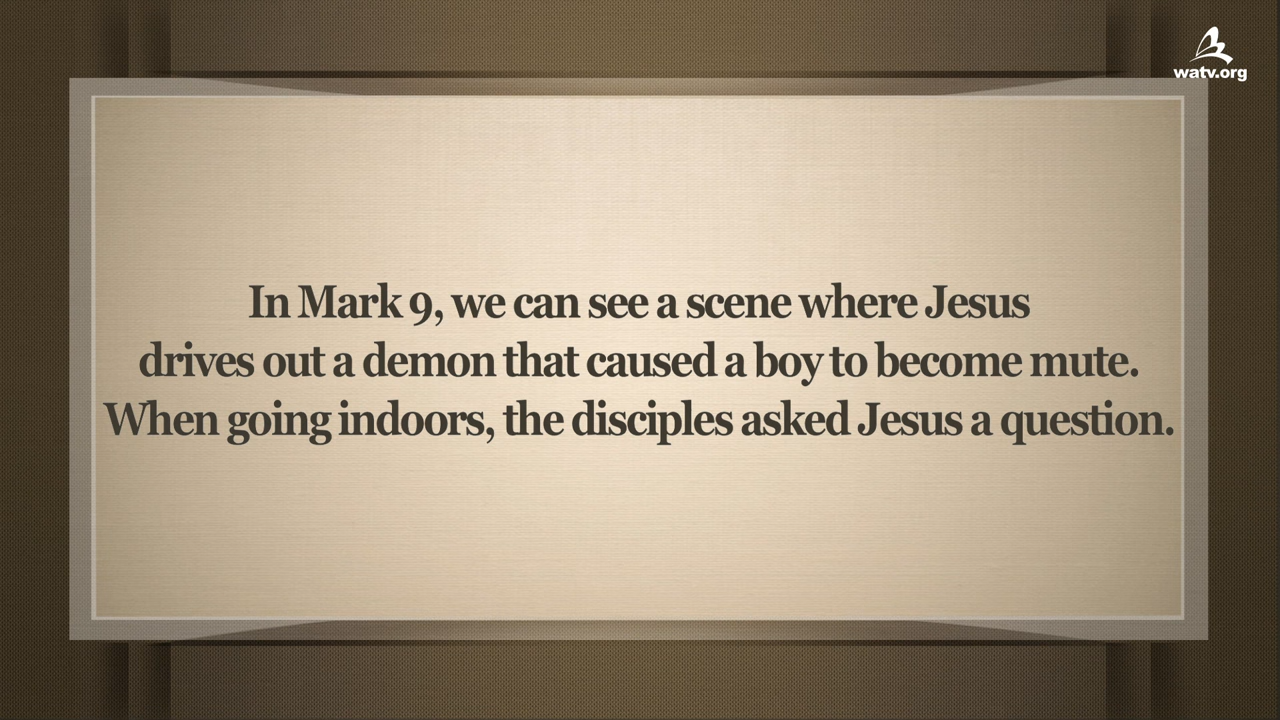 watv.org
In Mark 9, we can see a scene where Jesus
drives out a demon that caused a boy to become mute.
When going indoors, the disciples asked Jesus a question.